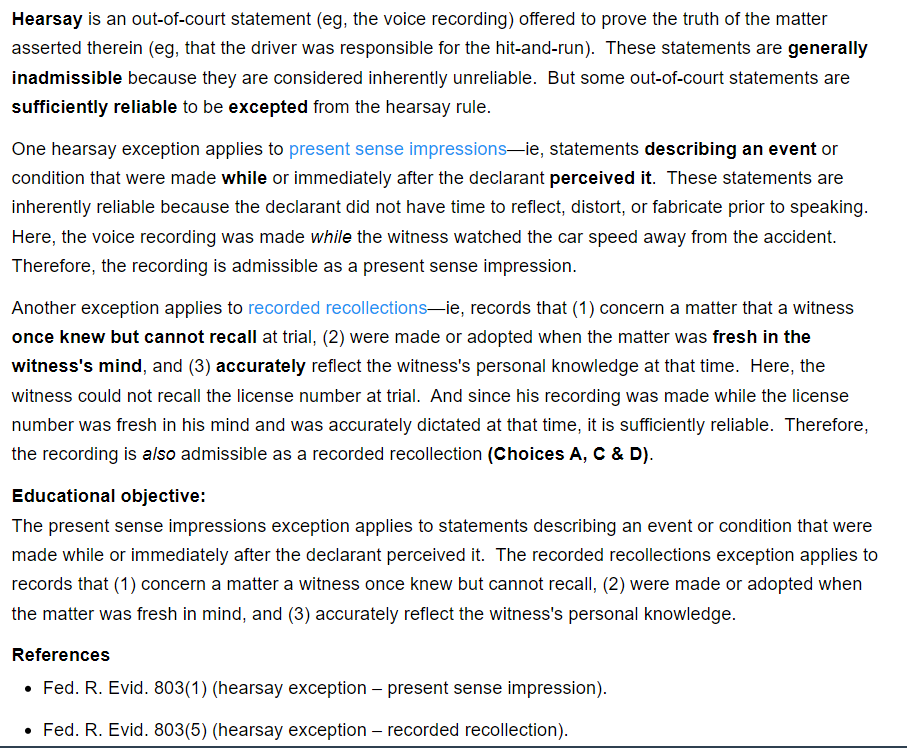 Hearsay is an out-of-court statement (eg, the voice recording) offered to prove the truth of the matter
asserted therein (eg, that the driver was responsible for the hit-and-run).  These statements are generally
inadmissible because they are considered inherently unreliable.  But some out-of-court statements are
sufficiently reliable to be excepted from the hearsay rule.
One hearsay exception applies to present sense impressions—ie, statements describing an event or
condition that were made while or immediately after the declarant perceived it.  These statements are
inherently reliable because the declarant did not have time to reflect, distort, or fabricate prior to speaking.
Here, the voice recording was made while the witness watched the car speed away from the accident.
Therefore, the recording is admissible as a present sense impression.
Another exception applies to recorded recollections—ie, records that (1) concern a matter that a witness
once knew but cannot recall at trial, (2) were made or adopted when the matter was fresh in the
witness's mind, and (3) accurately reflect the witness's personal knowledge at that time.  Here, the
witness could not recall the license number at trial.  And since his recording was made while the license
number was fresh in his mind and was accurately dictated at that time, it is sufficiently reliable.  Therefore,
the recording is also admissible as a recorded recollection (Choices A, C & D).
Educational objective:
The present sense impressions exception applies to statements describing an event or condition that were
made while or immediately after the declarant perceived it.  The recorded recollections exception applies to
records that (1) concern a matter a witness once knew but cannot recall, (2) were made or adopted when
the matter was fresh in mind, and (3) accurately reflect the witness's personal knowledge.
References
• Fed. R. Evid. 803(1) (hearsay exception – present sense impression).
• Fed. R. Evid. 803(5) (hearsay exception – recorded recollection).